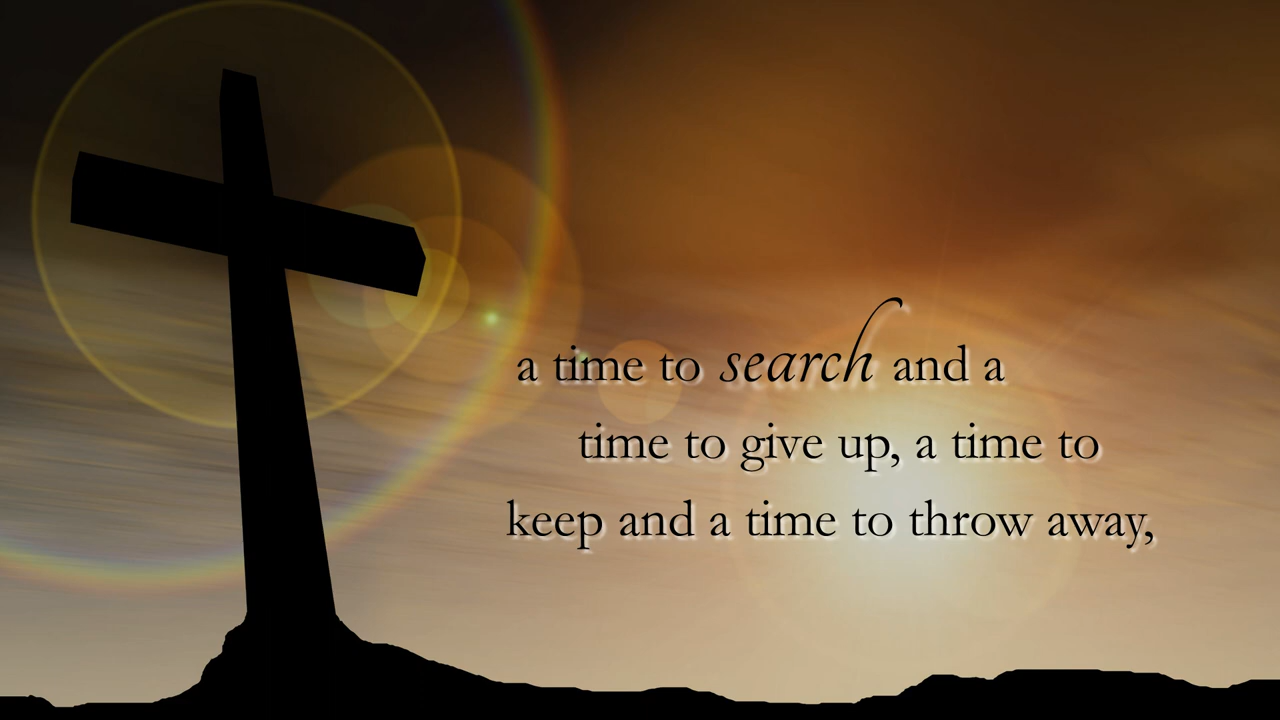 a time to search and a
time to give up, a time to
keep and a time to throw away,